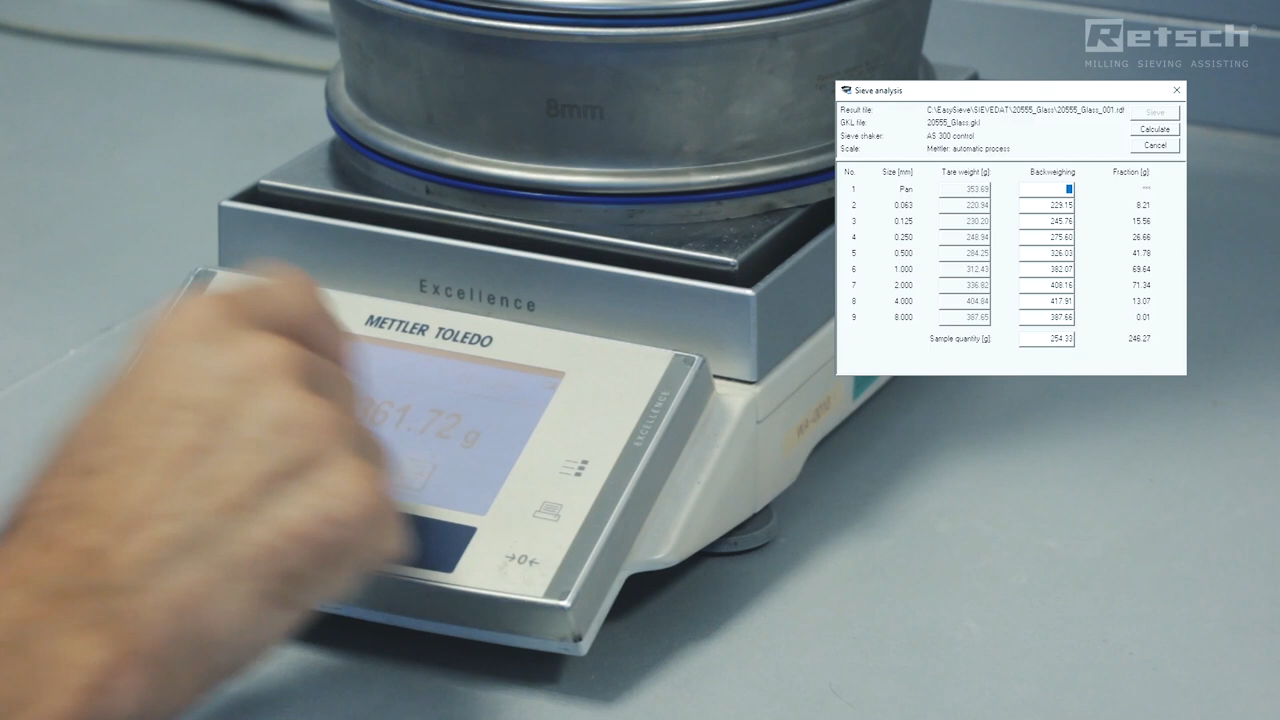 Retsch®
MILLING SIEVING ASSISTING
8mm
Sieve analysis
Result file: C:\EasySieve\SIEVEDAT\20555_Glass\20555_Glass_001.rdf
Sieve
GKL file: 20555_Glass.gkl
Calculate
Sieve shaker: AS 300 control
Scale: Mettler: automatic process
Cancel
No. Size [mm] Tare weight [g] Backweighing Fraction [g]
1 Pan 353.69 ***
2 0.063 220.94 229.15 8.21
3 0.125 230.20 245.76 15.56
4 0.250 248.94 275.60 26.66
5 0.500 284.25 326.03 41.78
6 1.000 312.43 382.07 69.64
7 2.000 336.82 408.16 71.34
8 4.000 404.84 417.91 13.07
9 8.000 387.65 387.66 0.01
Sample quantity [g] 254.33 246.27
Excellence
METTLER TOLEDO
61.72 g
EXCELLENCE
→0←